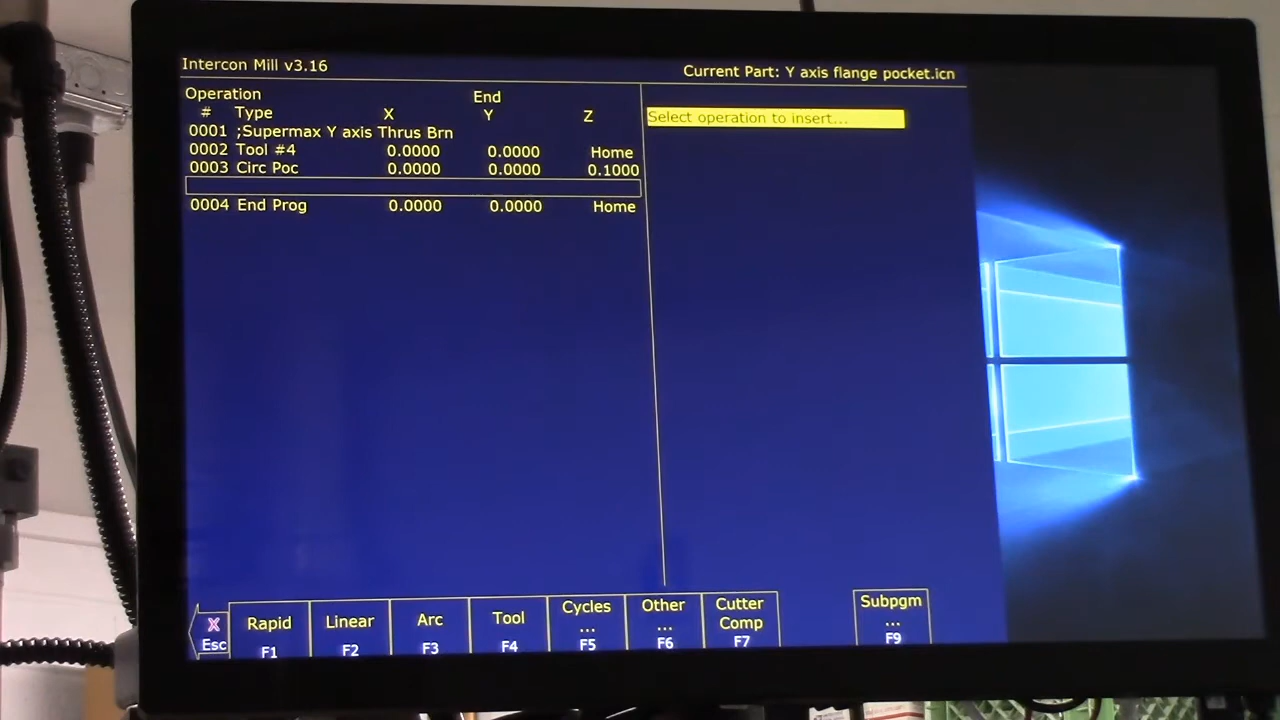 Intercon Mill v3.16
Current Part: Y axis flange pocket.icn
Operation End
# Type X Y Z
0001 ;Supermax Y axis Thrus Brn
0002 Tool #4 0.0000 0.0000 Home
0003 Circ Poc 0.0000 0.0000 0.1000
0004 End Prog 0.0000 0.0000 Home
Select operation to insert...
X Esc
Rapid F1
Linear F2
Arc F3
Tool F4
Cycles ... F5
Other ... F6
Cutter Comp F7
Subpgm ... F9